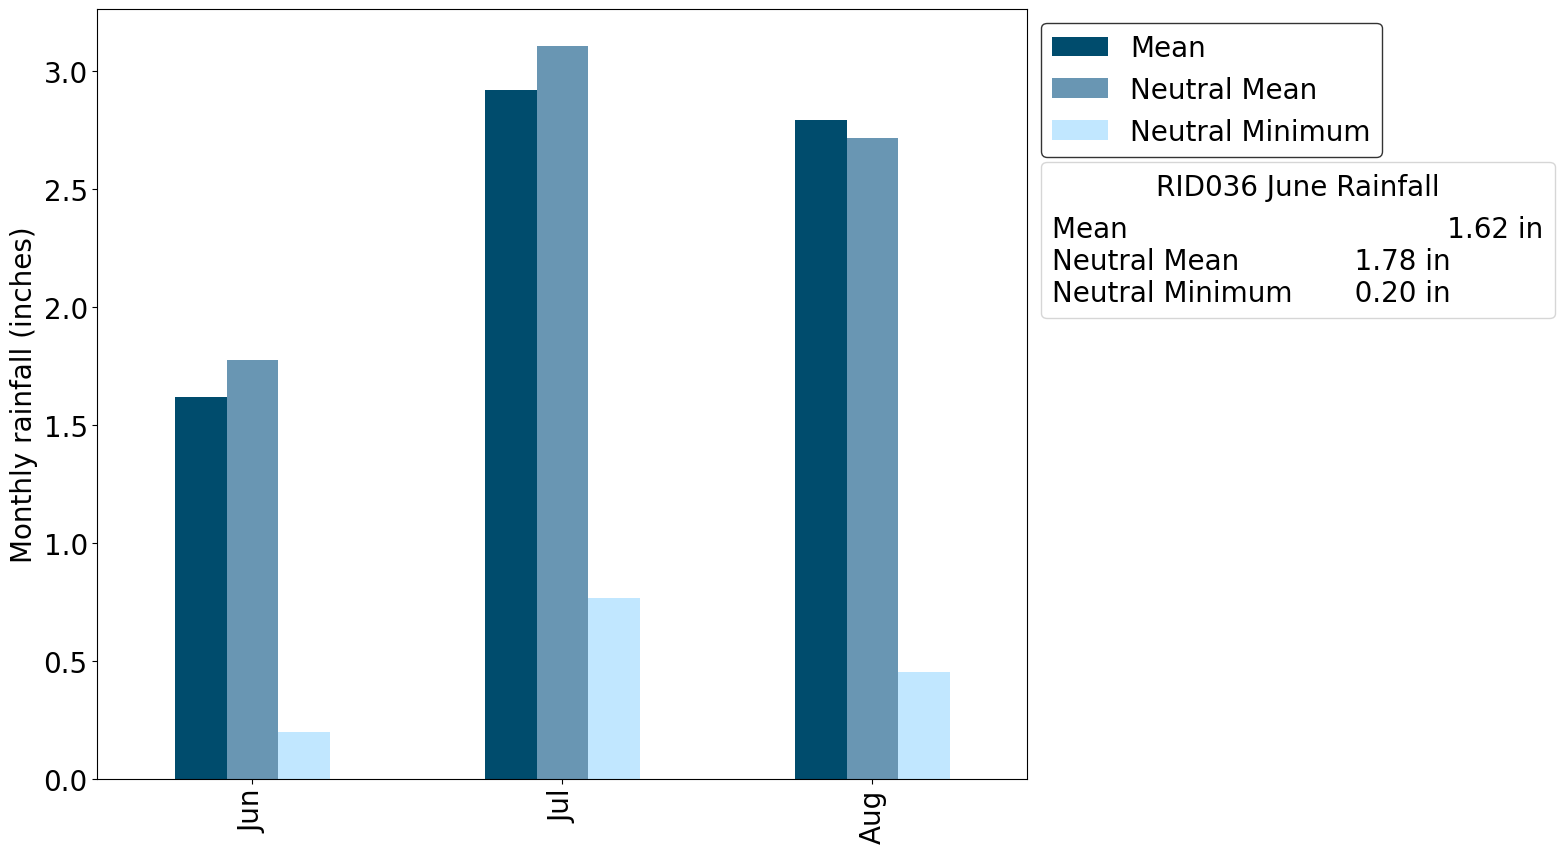 Monthly rainfall (inches)
3.0
2.5
2.0
1.5
1.0
0.5
0.0
Jun
Jul
Aug
Mean
Neutral Mean
Neutral Minimum
RID036 June Rainfall
Mean 1.62 in
Neutral Mean 1.78 in
Neutral Minimum 0.20 in